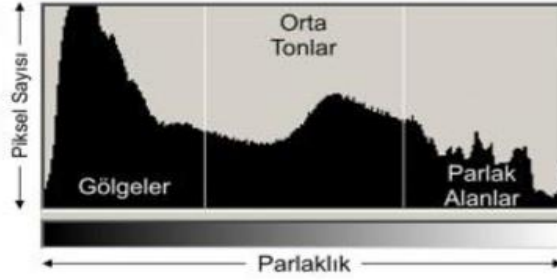 Piksel Sayısı
Orta
Tonlar
Gölgeler
Parlak
Alanlar
Parlaklık